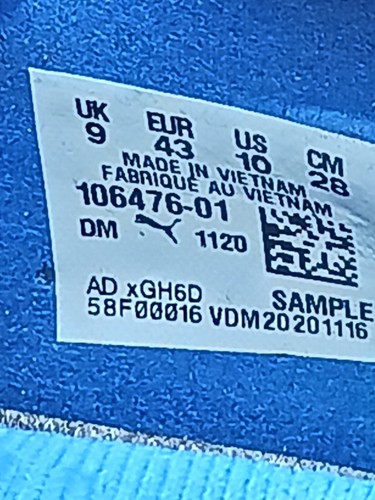 UK EUR US CM
9 43 10 28
MADE IN VIETNAM
FABRIQUÉ AU VIETNAM
106476-01
DM 1120
AD xGH6D SAMPLE
58F00016 VDM20201116